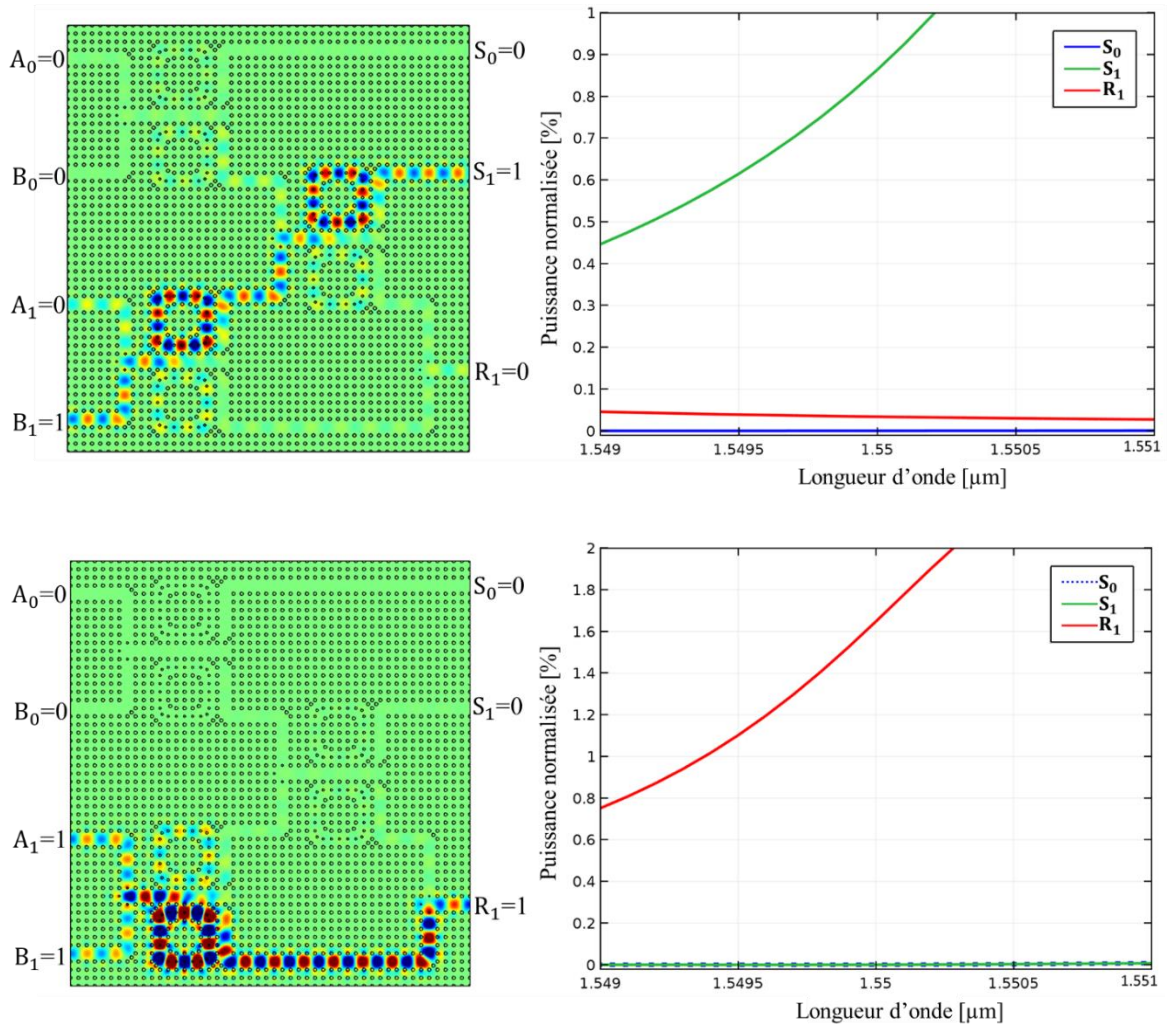 A₀=0
B₀=0
A₁=0
B₁=1
S₀=0
S₁=1
R₁=0
1
0.9
0.8
0.7
0.6
0.5
0.4
0.3
0.2
0.1
0
Puissance normalisée [%]
S₀
S₁
R₁
1.549
1.5495
1.55
1.5505
1.551
Longueur d'onde [µm]
A₀=0
B₀=0
A₁=1
B₁=1
S₀=0
S₁=0
R₁=1
2
1.8
1.6
1.4
1.2
1
0.8
0.6
0.4
0.2
0
Puissance normalisée [%]
S₀
S₁
R₁
1.549
1.5495
1.55
1.5505
1.551
Longueur d'onde [µm]